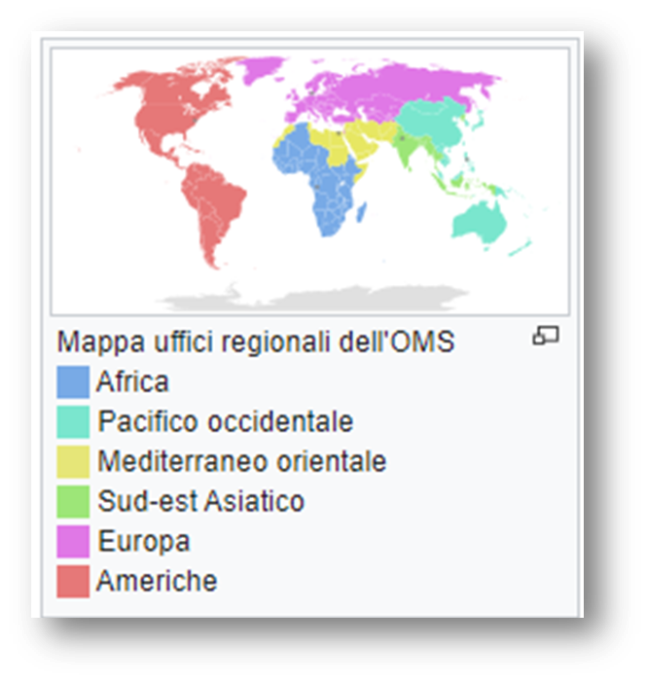 Mappa uffici regionali dell'OMS
Africa
Pacifico occidentale
Mediterraneo orientale
Sud-est Asiatico
Europa
Americhe